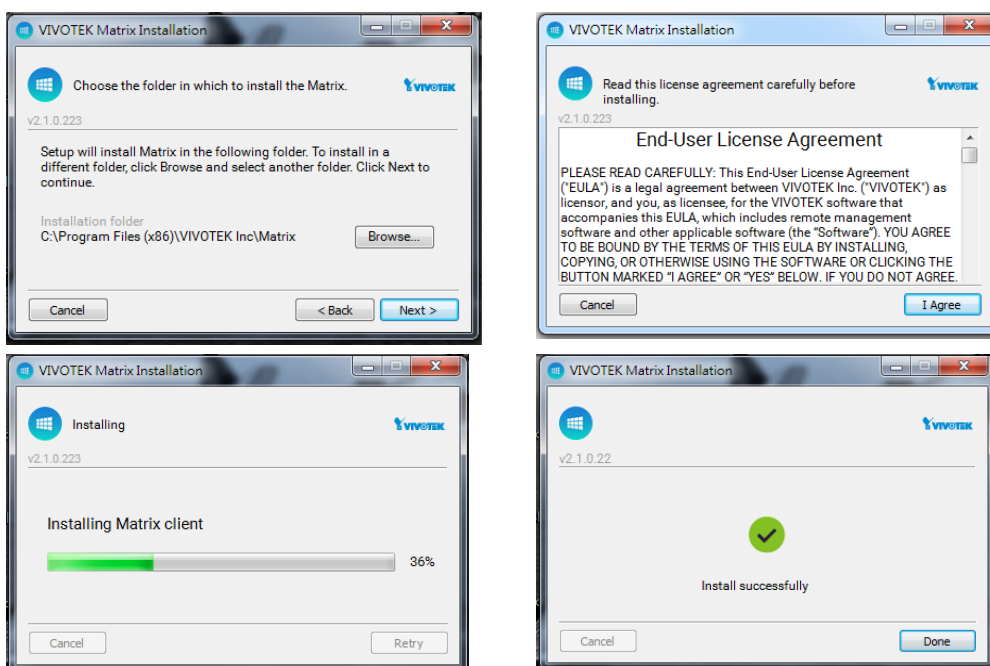 VIVOTEK Matrix Installation
Choose the folder in which to install the Matrix.
VIVOTEK
v2.1.0.223
Setup will install Matrix in the following folder. To install in a
different folder, click Browse and select another folder. Click Next to
continue.
Installation folder
C:\Program Files (x86)\VIVOTEK Inc\Matrix
Browse...
Cancel
< Back
Next >
VIVOTEK Matrix Installation
Read this license agreement carefully before
installing.
VIVOTEK
v2.1.0.223
End-User License Agreement
PLEASE READ CAREFULLY: This End-User License Agreement
("EULA") is a legal agreement between VIVOTEK Inc. ("VIVOTEK") as
licensor, and you, as licensee, for the VIVOTEK software that
accompanies this EULA, which includes remote management
software and other applicable software (the “Software”). YOU AGREE
TO BE BOUND BY THE TERMS OF THIS EULA BY INSTALLING,
COPYING, OR OTHERWISE USING THE SOFTWARE OR CLICKING THE
BUTTON MARKED “I AGREE” OR “YES” BELOW. IF YOU DO NOT AGREE.
Cancel
I Agree
VIVOTEK Matrix Installation
Installing
VIVOTEK
v2.1.0.223
Installing Matrix client
36%
Cancel
Retry
VIVOTEK Matrix Installation
VIVOTEK
v2.1.0.22
Install successfully
Cancel
Done